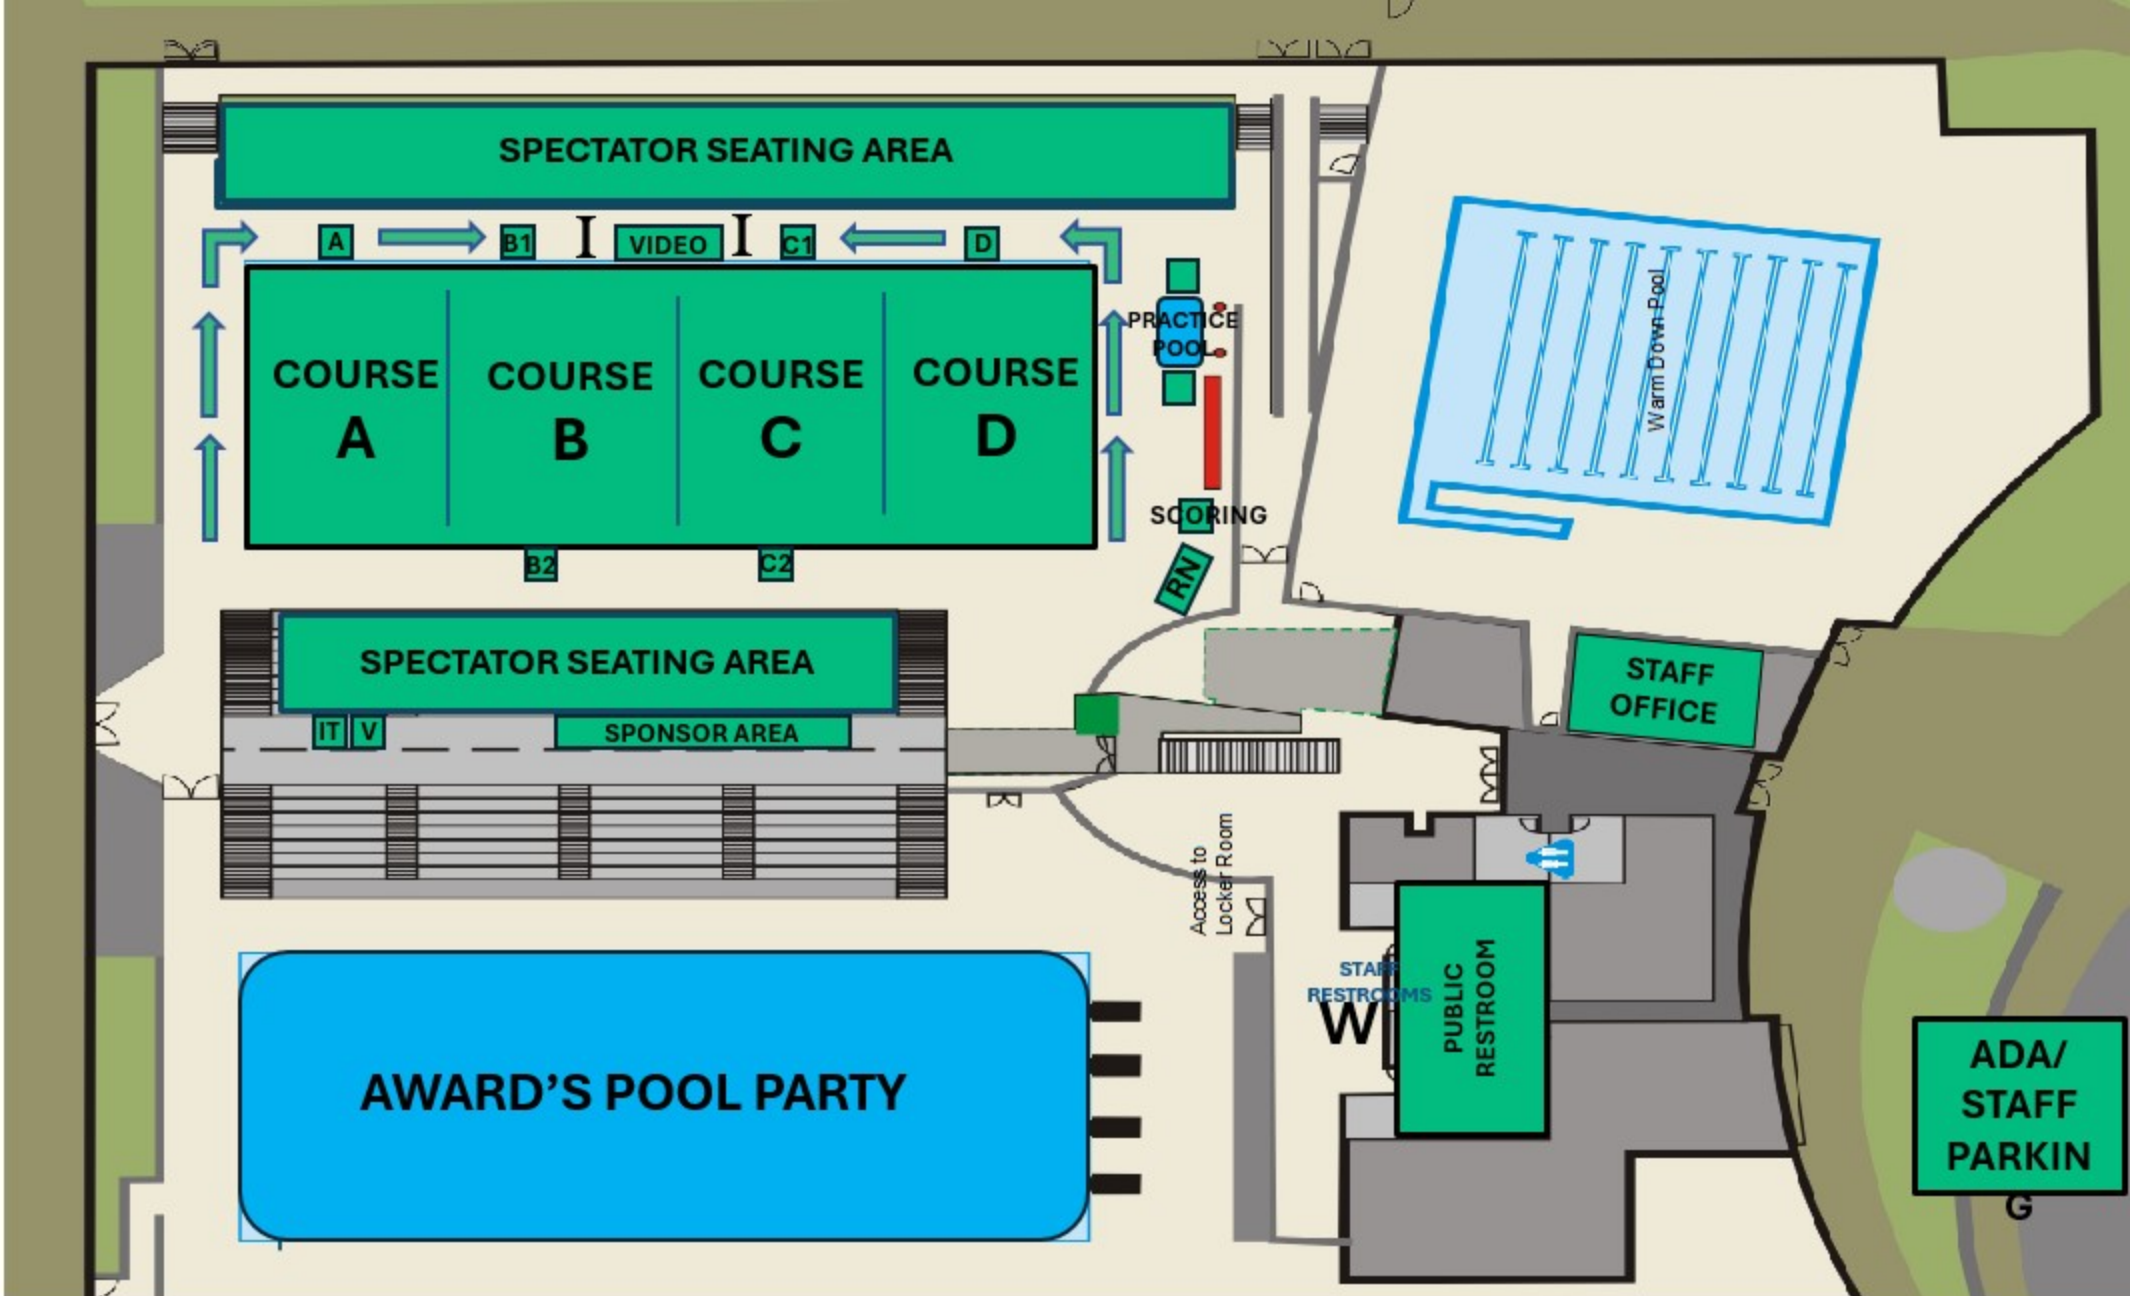 SPECTATOR SEATING AREA
A
B1
I
VIDEO
I
C1
D
COURSE
A
COURSE
B
COURSE
C
COURSE
D
PRACTICE
POOL
SCORING
RN
Warm Down Pool
B2
C2
SPECTATOR SEATING AREA
IT
V
SPONSOR AREA
STAFF
OFFICE
Access to
Locker Room
STAFF
RESTROOMS
W
PUBLIC
RESTROOM
AWARD’S POOL PARTY
ADA/
STAFF
PARKIN
G